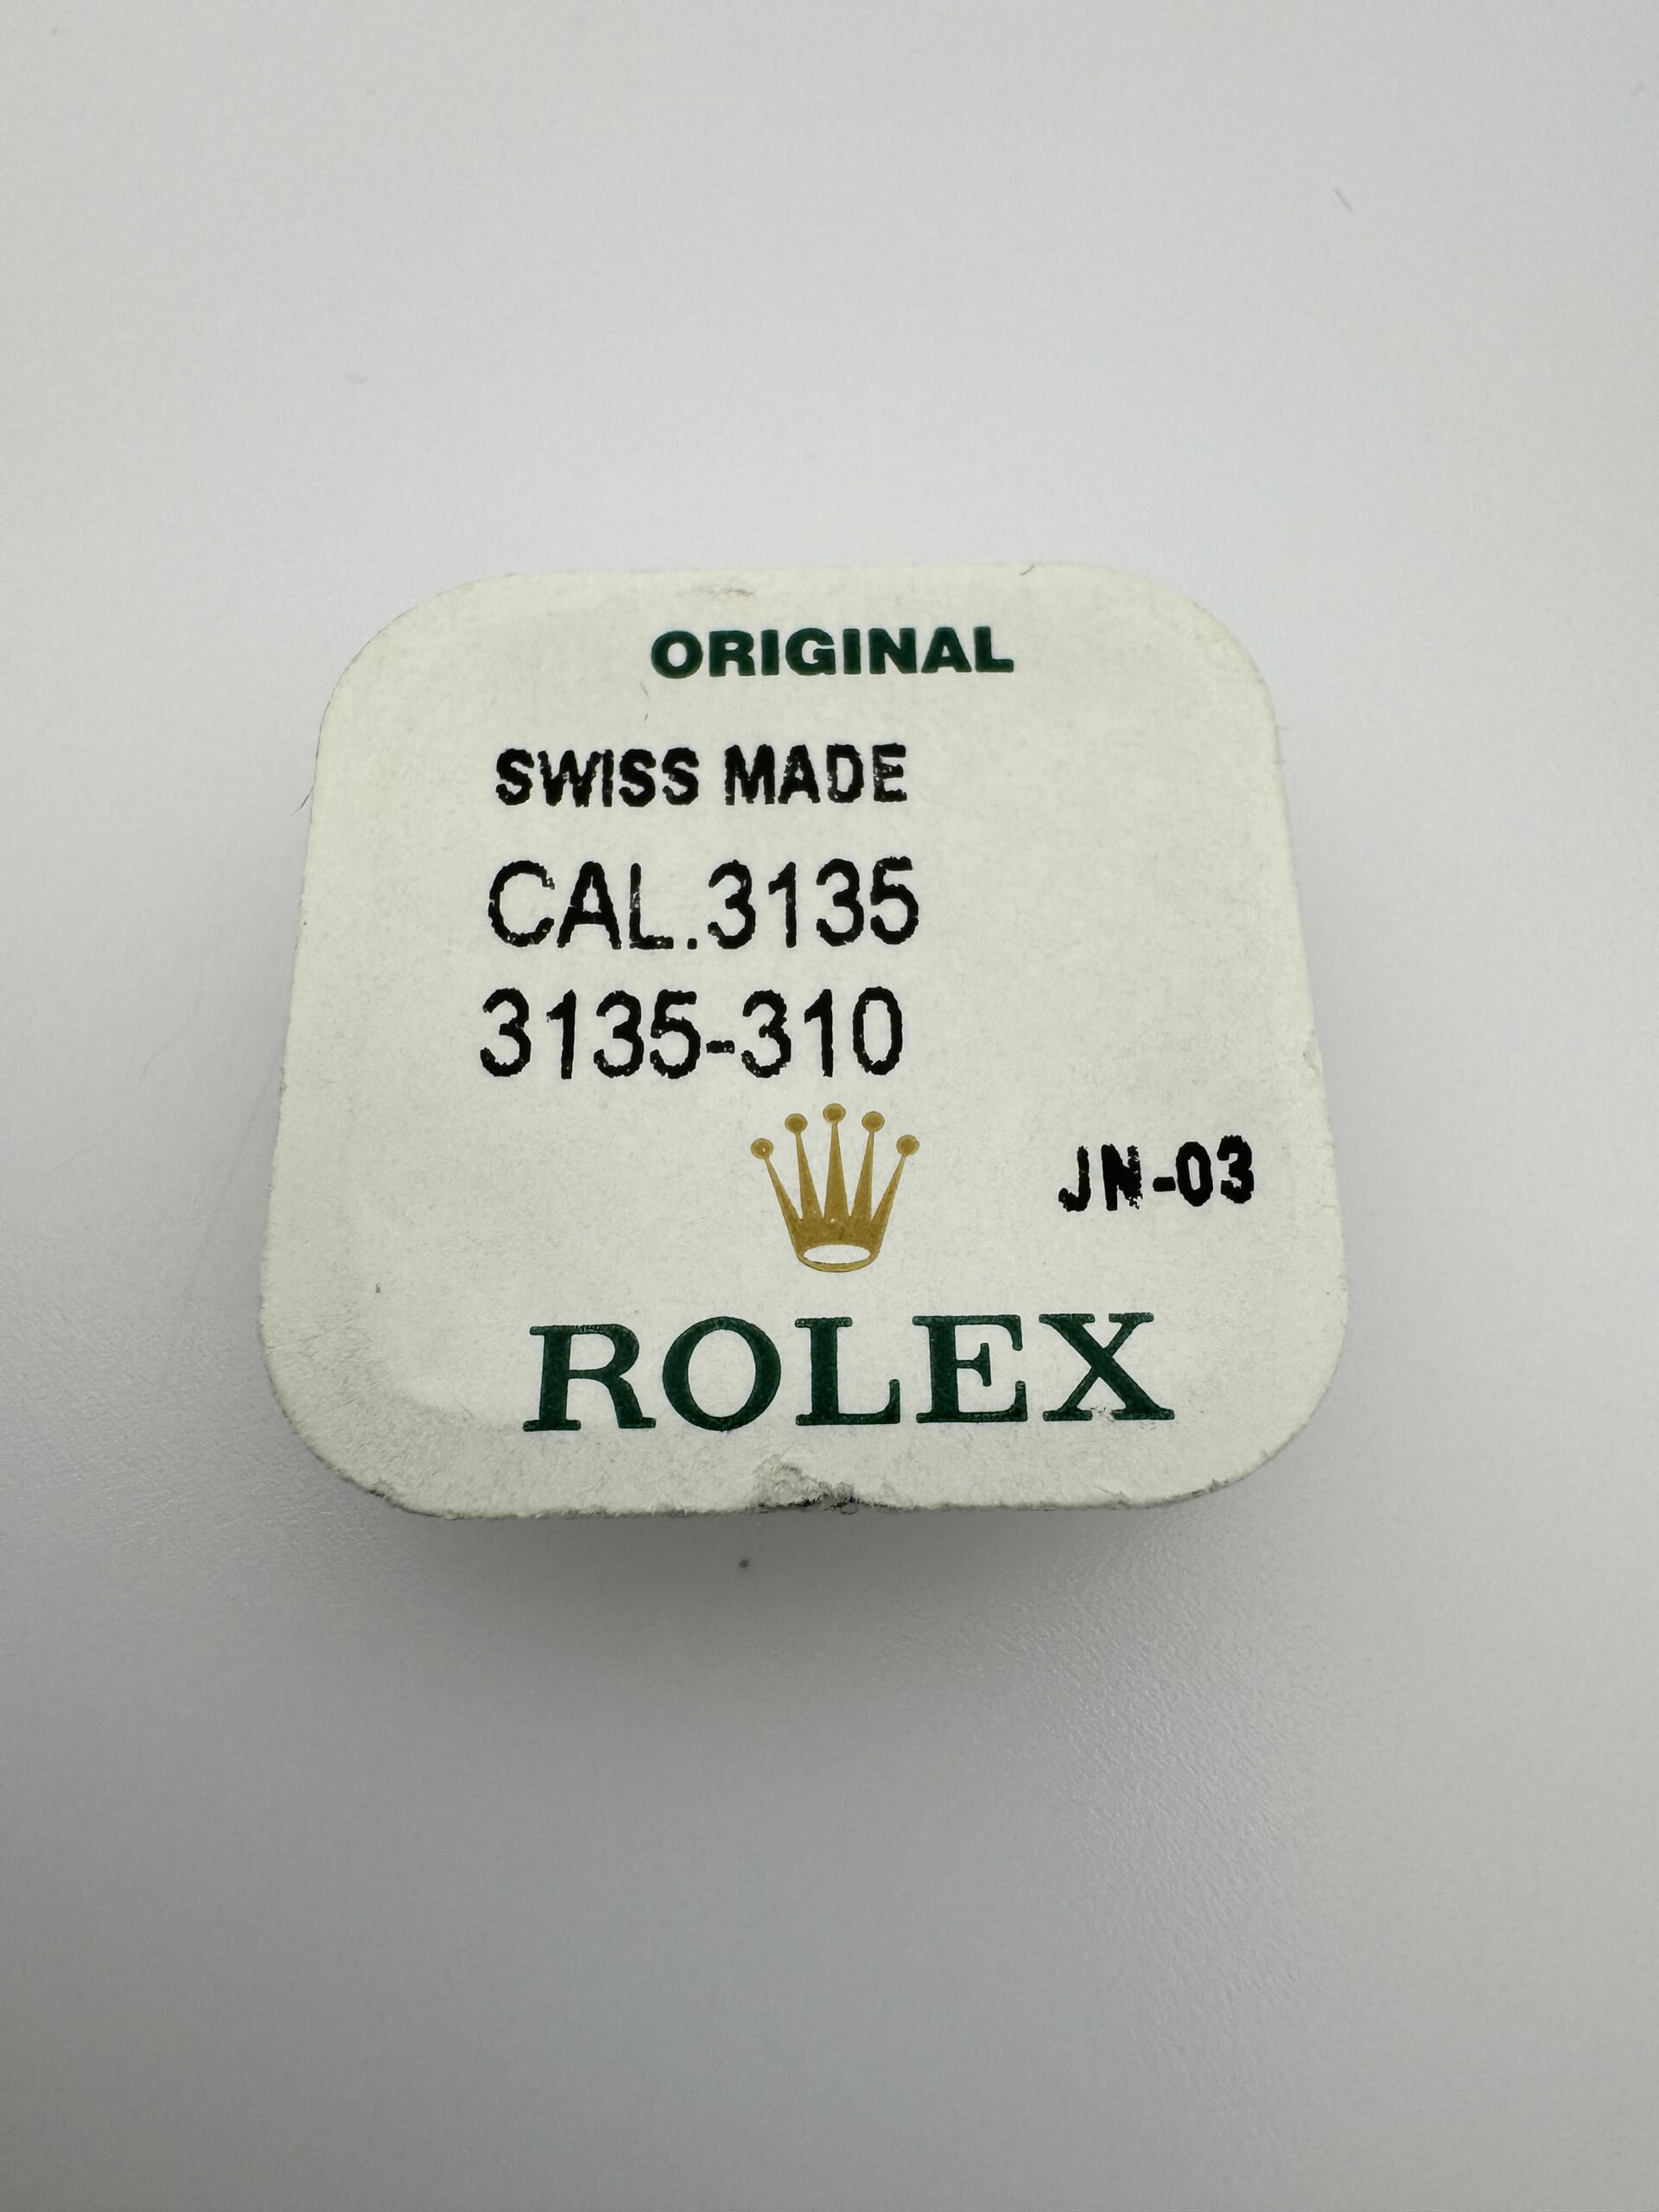 ORIGINAL
SWISS MADE
CAL.3135
3135-310
JN-03
ROLEX